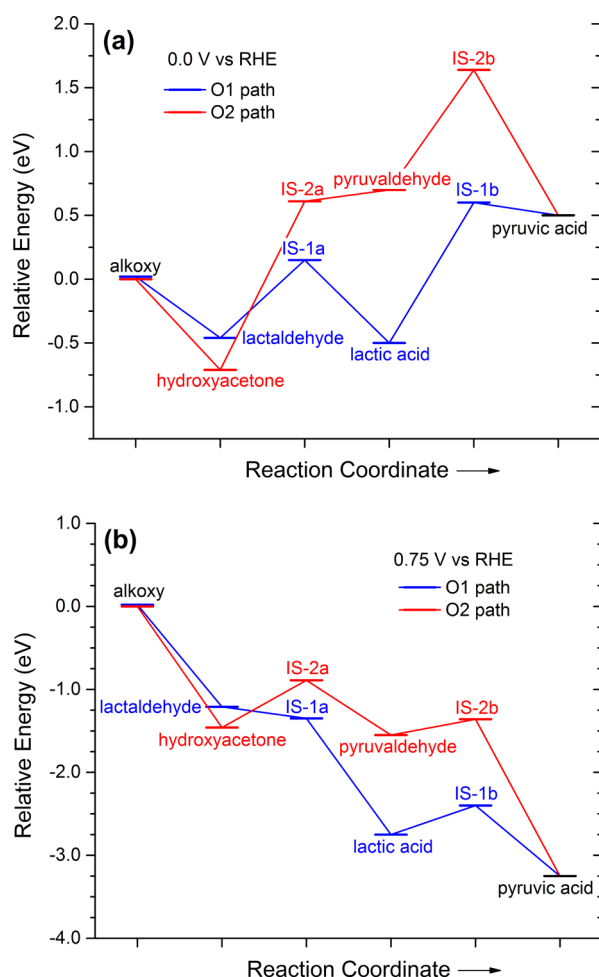 (a)
0.0 V vs RHE
O1 path
O2 path
2.0
1.5
1.0
0.5
0.0
-0.5
-1.0
Relative Energy (eV)
IS-2b
pyruvaldehyde
IS-2a
IS-1b
IS-1a
pyruvic acid
alkoxy
lactaldehyde
lactic acid
hydroxyacetone
Reaction Coordinate
(b)
0.75 V vs RHE
O1 path
O2 path
1.0
0.0
-1.0
-2.0
-3.0
-4.0
Relative Energy (eV)
alkoxy
IS-2a
lactaldehyde
IS-1a
IS-2b
hydroxyacetone
pyruvaldehyde
IS-1b
lactic acid
pyruvic acid
Reaction Coordinate